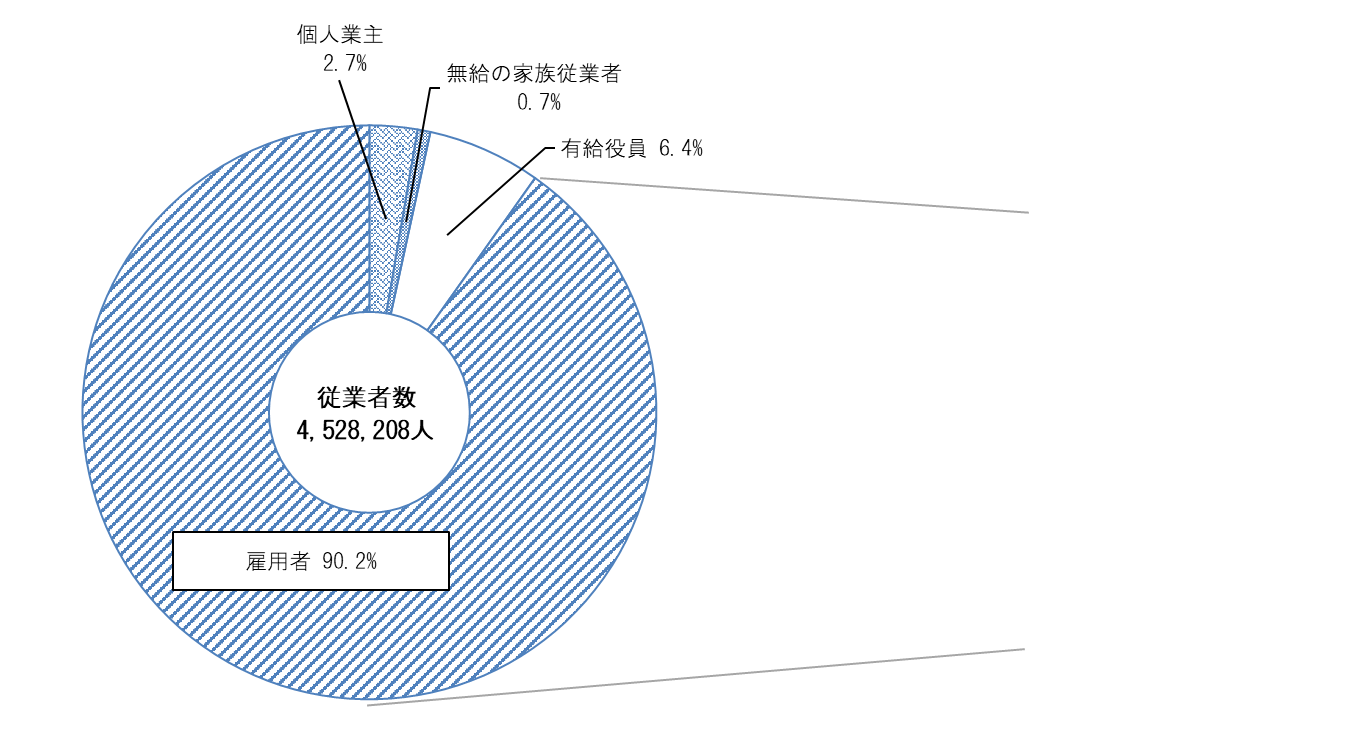 個人業主
2.7%
無給の家族従業者
0.7%
有給役員 6.4%
従業者数
4,528,208人
雇用者 90.2%